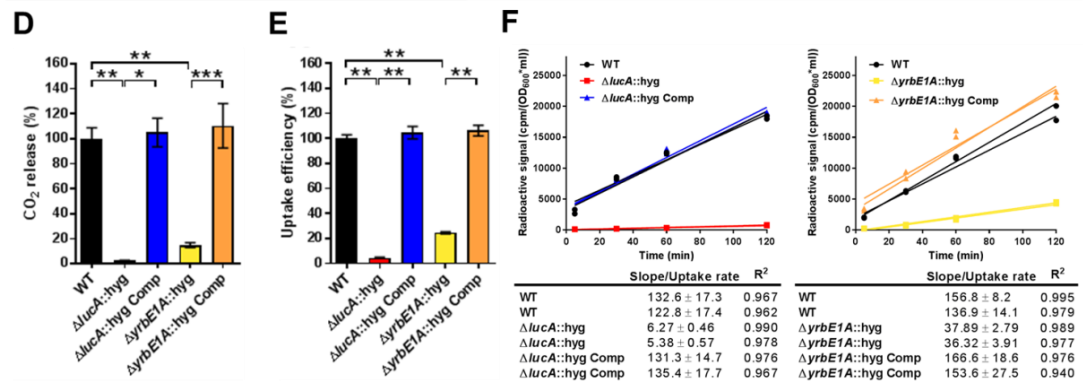 D
E
F
**
** * ***
160
140
120
100
80
60
40
20
0
CO2 release (%)
WT
ΔlucA::hyg
ΔlucA::hyg Comp
ΔyrbE1A::hyg
ΔyrbE1A::hyg Comp
**
** ** **
160
140
120
100
80
60
40
20
0
Uptake efficiency (%)
WT
ΔlucA::hyg
ΔlucA::hyg Comp
ΔyrbE1A::hyg
ΔyrbE1A::hyg Comp
WT
ΔlucA::hyg
ΔlucA::hyg Comp
Radioactive signal (cpm/(OD600*ml))
25000
20000
15000
10000
5000
0
0 20 40 60 80 100 120
Time (min)
Slope/Uptake rate R2
WT 132.6 ± 17.3 0.967
WT 122.8 ± 17.4 0.962
ΔlucA::hyg 6.27 ± 0.46 0.990
ΔlucA::hyg 5.38 ± 0.57 0.978
ΔlucA::hyg Comp 131.3 ± 14.7 0.976
ΔlucA::hyg Comp 135.4 ± 17.7 0.967
WT
ΔyrbE1A::hyg
ΔyrbE1A::hyg Comp
Radioactive signal (cpm/(OD600*ml))
25000
20000
15000
10000
5000
0
0 20 40 60 80 100 120
Time (min)
Slope/Uptake rate R2
WT 156.8 ± 8.2 0.995
WT 136.9 ± 14.1 0.979
ΔyrbE1A::hyg 37.89 ± 2.79 0.989
ΔyrbE1A::hyg 36.32 ± 3.91 0.977
ΔyrbE1A::hyg Comp 166.6 ± 18.6 0.976
ΔyrbE1A::hyg Comp 153.6 ± 27.5 0.940